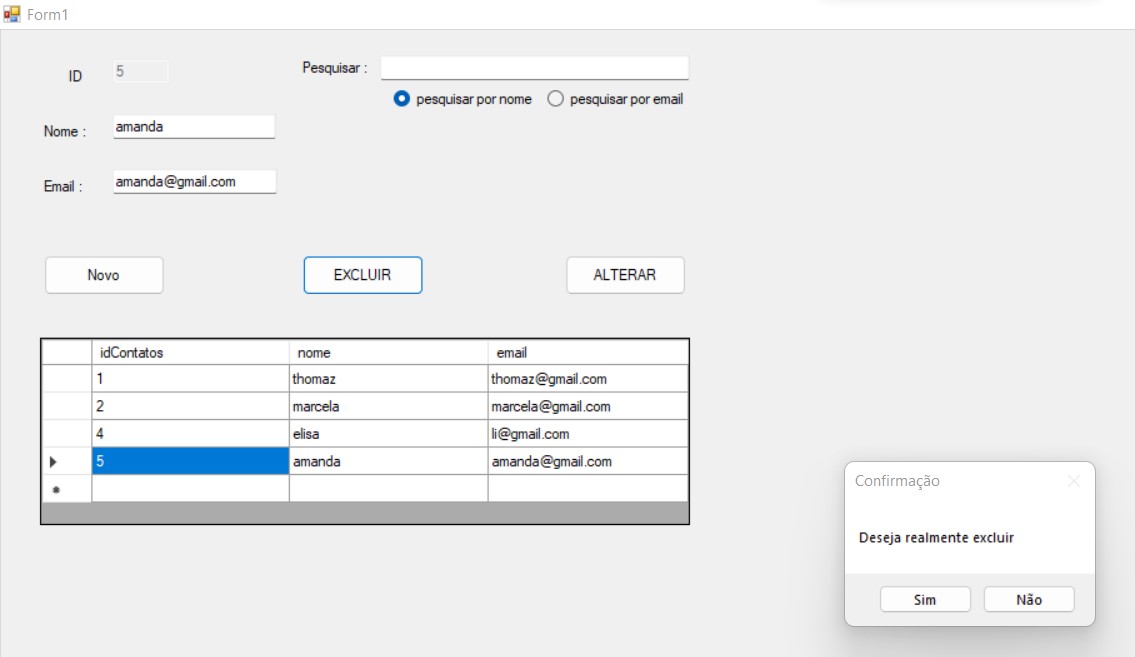 Form1
ID 5
Pesquisar :
pesquisar por nome pesquisar por email
Nome : amanda
Email : amanda@gmail.com
Novo EXCLUIR ALTERAR
idContatos nome email
1 thomaz thomaz@gmail.com
2 marcela marcela@gmail.com
4 elisa li@gmail.com
5 amanda amanda@gmail.com
Confirmação
Deseja realmente excluir
Sim Não